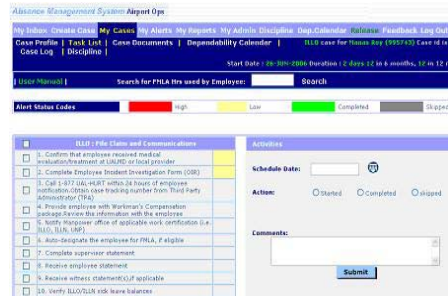 Absence Management System Airport Ops
My Inbox Create Case My Cases My Alerts My Reports My Admin Discipline Dep.Calendar Release Feedback Log Out
Case Profile | Task List | Case Documents | Dependability Calendar |
ILLO case for (995743) Case id is
Case Log | Discipline |
Start Date : 26-JUN-2006 Duration : 2 days 12 in 6 months, 12 in 12
| User Manual |
Search for FMLA Hrs used by Employee:
Search
Alert Status Codes
High
Low
Completed
Skipped
ILLO : File Claim and Communications
1. Confirm that employee received medical
evaluation/treatment at UALMD or local provider
2. Complete Employee Incident Investigation Form (OSR)
3. Call 1-877 UAL-HURT within 24 hours of employee
notification.Obtain case tracking number from Third Party
Administrator (TPA)
4. Provide employee with Workman's Compensation
package.Review the information with the employee
5. Notify Manpower office of applicable work certification (i.e.
ILLO, ILLN, UNP)
6. Auto-designate the employee for FMLA, if eligible
7. Complete supervisor statement
8. Receive employee statement
9. Receive witness statement(s),if applicable
10. Verify ILLO/ILLN sick leave balances
Activities
Schedule Date:
Action:
Started
Completed
skipped
Comments:
Submit